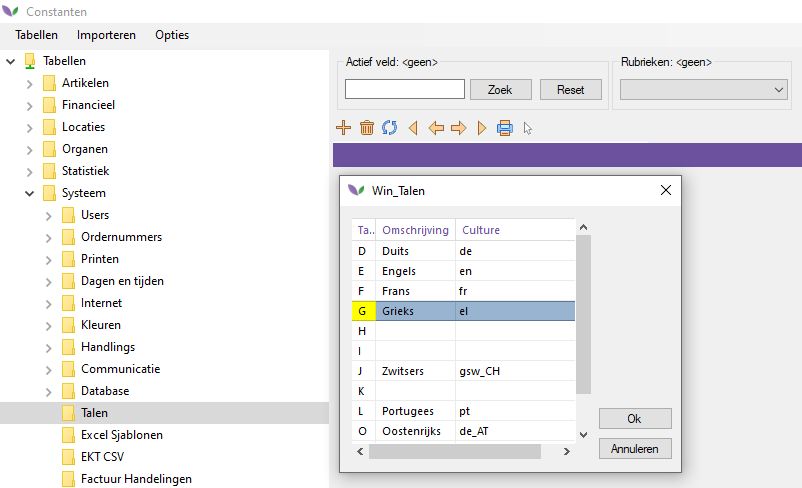 Constanten
Tabellen Importeren Opties
Tabellen
Artikelen
Financieel
Locaties
Organen
Statistiek
Systeem
Users
Ordernummers
Printen
Dagen en tijden
Internet
Kleuren
Handlings
Communicatie
Database
Talen
Excel Sjablonen
EKT CSV
Factuur Handelingen
Actief veld: <geen>
Zoek Reset
Rubrieken: <geen>
Win_Talen
Ta.. Omschrijving Culture
D Duits de
E Engels en
F Frans fr
G Grieks el
H
I
J Zwitsers gsw_CH
K
L Portugees pt
O Oostenrijks de_AT
Ok
Annuleren